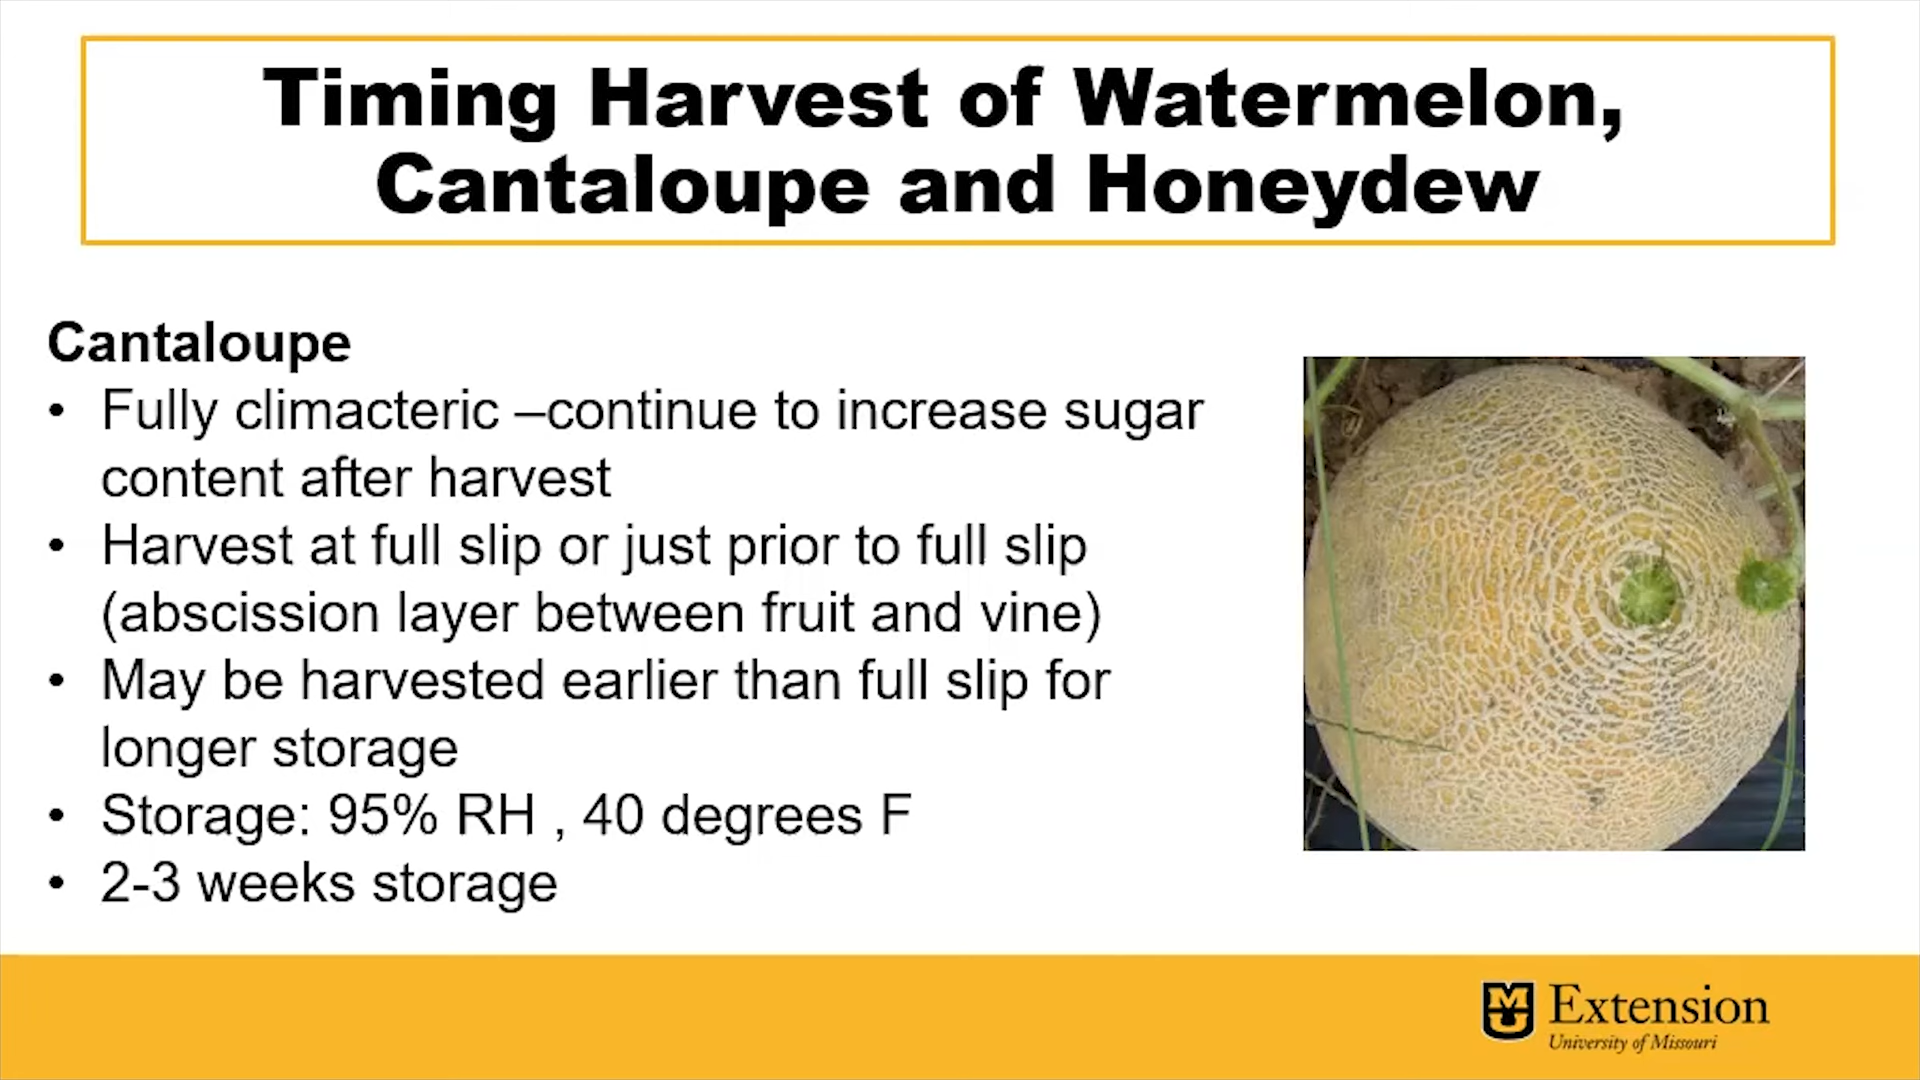 Timing Harvest of Watermelon,
Cantaloupe and Honeydew
Cantaloupe
• Fully climacteric –continue to increase sugar
content after harvest
• Harvest at full slip or just prior to full slip
(abscission layer between fruit and vine)
• May be harvested earlier than full slip for
longer storage
• Storage: 95% RH , 40 degrees F
• 2-3 weeks storage
MU
Extension
University of Missouri